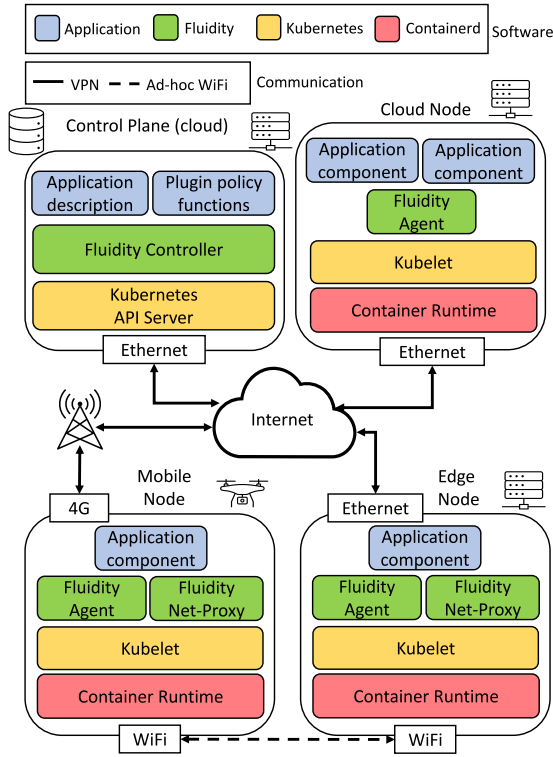 Application
Fluidity
Kubernetes
Containerd
Software
VPN
Ad-hoc WiFi
Communication
Control Plane (cloud)
Cloud Node
Application
description
Plugin policy
functions
Fluidity Controller
Kubernetes
API Server
Ethernet
Application
component
Application
component
Fluidity
Agent
Kubelet
Container Runtime
Ethernet
Internet
Mobile
Node
4G
Application
component
Fluidity
Agent
Fluidity
Net-Proxy
Kubelet
Container Runtime
WiFi
Edge
Node
Ethernet
Application
component
Fluidity
Agent
Fluidity
Net-Proxy
Kubelet
Container Runtime
WiFi